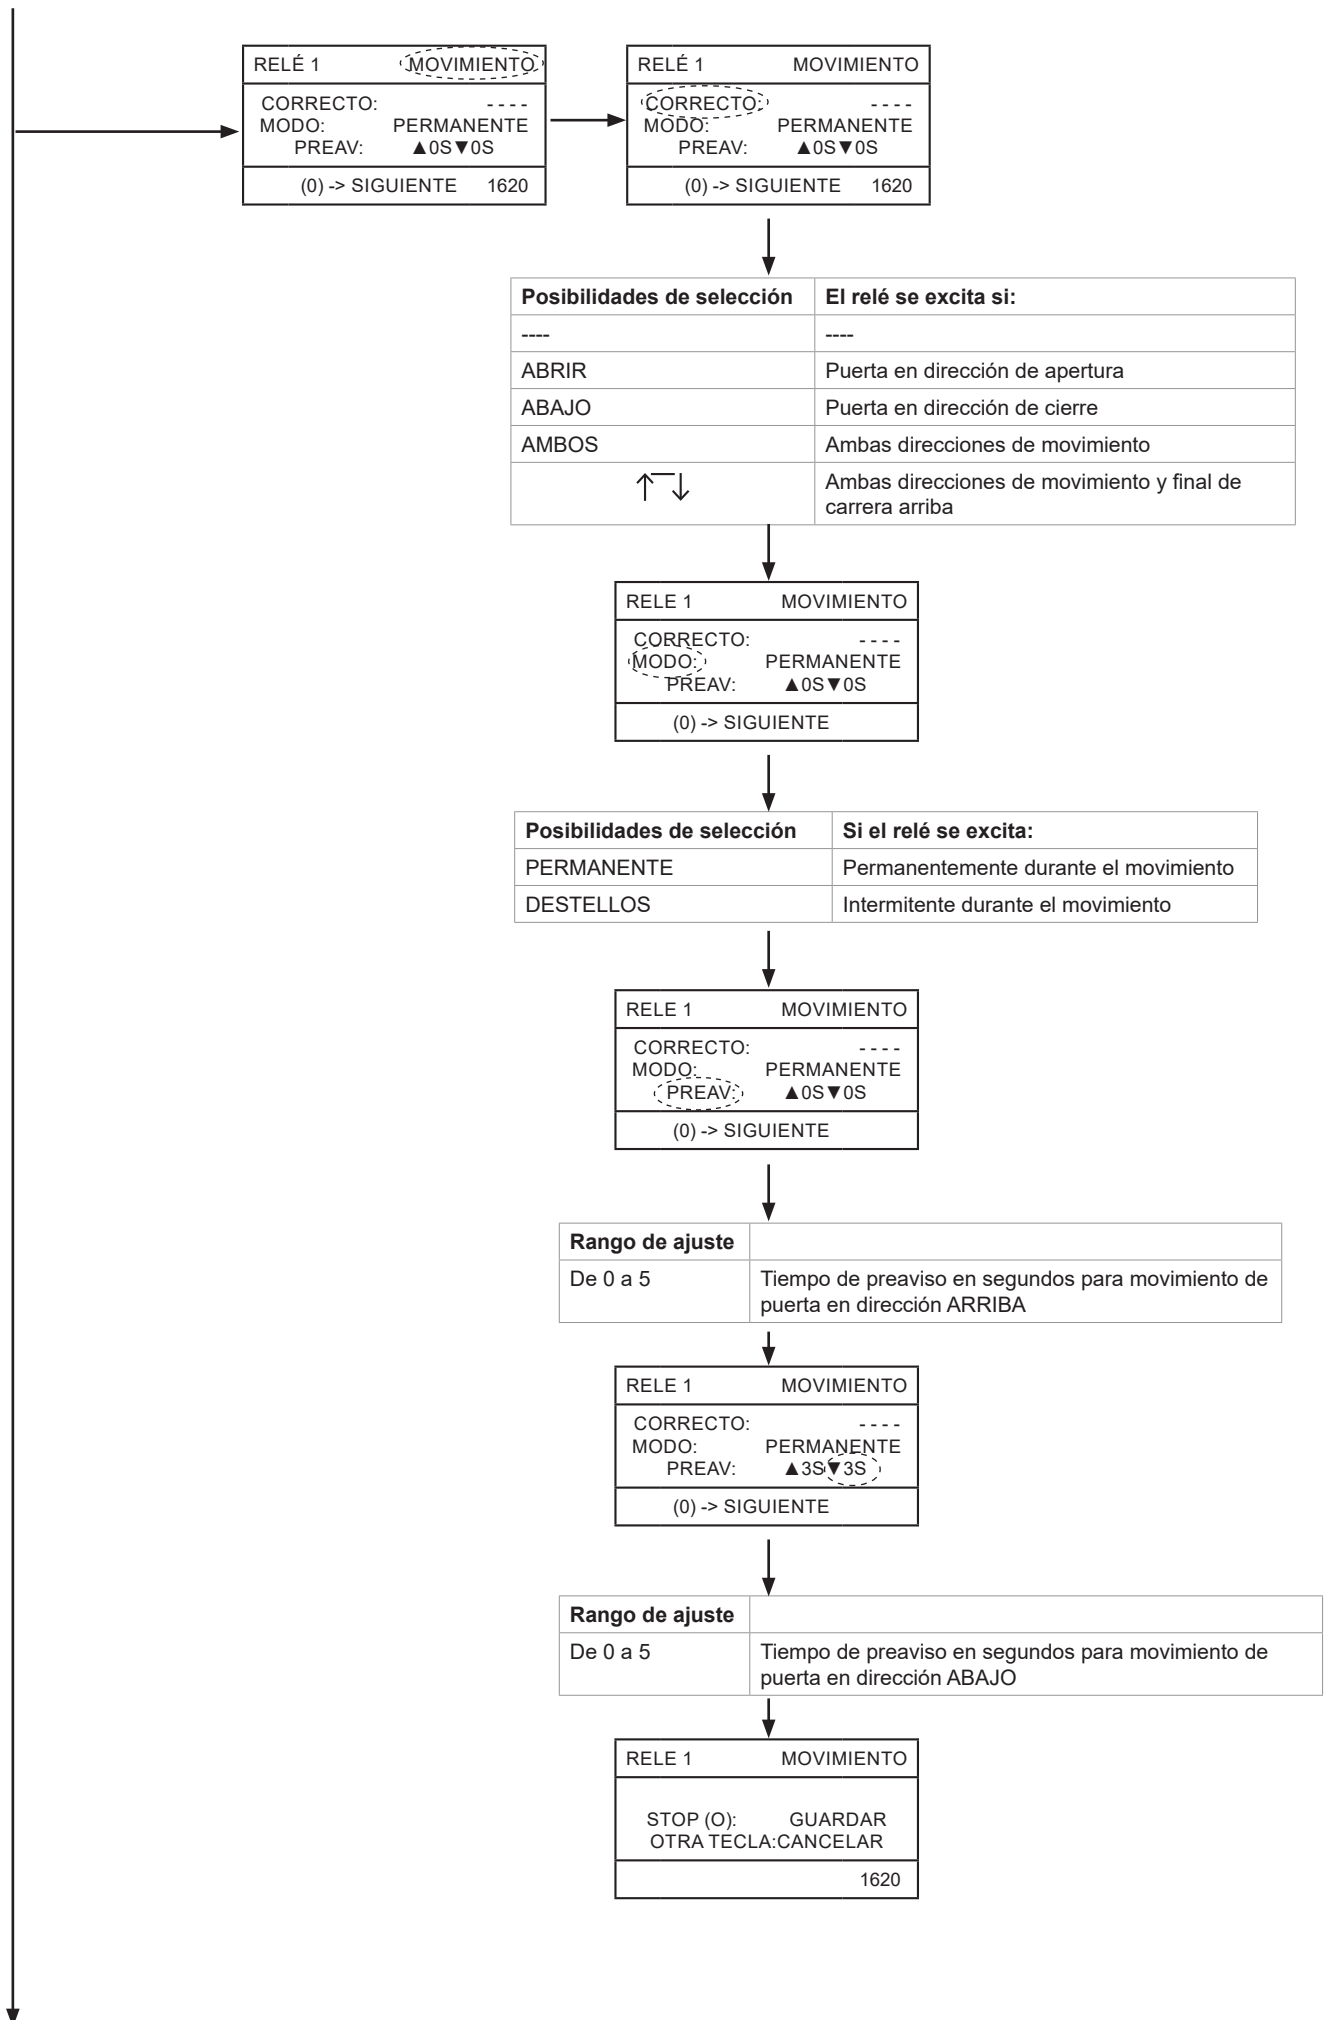 RELÉ 1 MOVIMIENTO
CORRECTO: - - - -
MODO: PERMANENTE
PREAV: ▲0S▼0S
(0) -> SIGUIENTE 1620
RELÉ 1 MOVIMIENTO
CORRECTO: - - - -
MODO: PERMANENTE
PREAV: ▲0S▼0S
(0) -> SIGUIENTE 1620
Posibilidades de selección El relé se excita si:
---- ----
ABRIR Puerta en dirección de apertura
ABAJO Puerta en dirección de cierre
AMBOS Ambas direcciones de movimiento
Ambas direcciones de movimiento y final de
carrera arriba
RELE 1 MOVIMIENTO
CORRECTO: - - - -
MODO: PERMANENTE
PREAV: ▲0S▼0S
(0) -> SIGUIENTE
Posibilidades de selección Si el relé se excita:
PERMANENTE Permanentemente durante el movimiento
DESTELLOS Intermitente durante el movimiento
RELE 1 MOVIMIENTO
CORRECTO: - - - -
MODO: PERMANENTE
PREAV: ▲0S▼0S
(0) -> SIGUIENTE
Rango de ajuste
De 0 a 5 Tiempo de preaviso en segundos para movimiento de
puerta en dirección ARRIBA
RELE 1 MOVIMIENTO
CORRECTO: - - - -
MODO: PERMANENTE
PREAV: ▲3S▼3S
(0) -> SIGUIENTE
Rango de ajuste
De 0 a 5 Tiempo de preaviso en segundos para movimiento de
puerta en dirección ABAJO
RELE 1 MOVIMIENTO
STOP (O): GUARDAR
OTRA TECLA:CANCELAR
1620